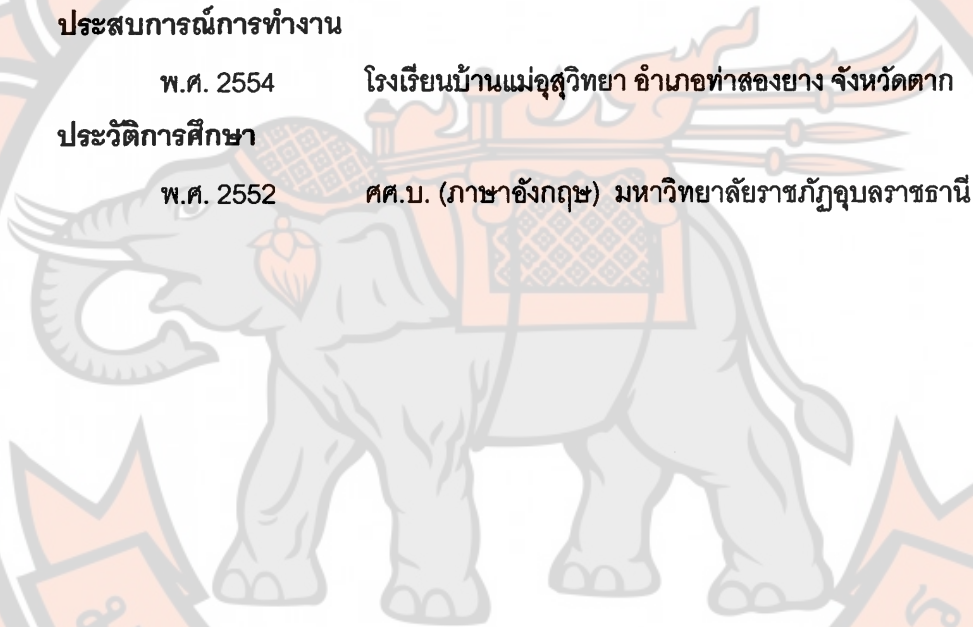 ประสบการณ์การทำงาน
พ.ศ. 2554 โรงเรียนบ้านแม่อุสุวิทยา อำเภอท่าสองยาง จังหวัดตาก
ประวัติการศึกษา
พ.ศ. 2552 ศศ.บ. (ภาษาอังกฤษ) มหาวิทยาลัยราชภัฏอุบลราชธานี